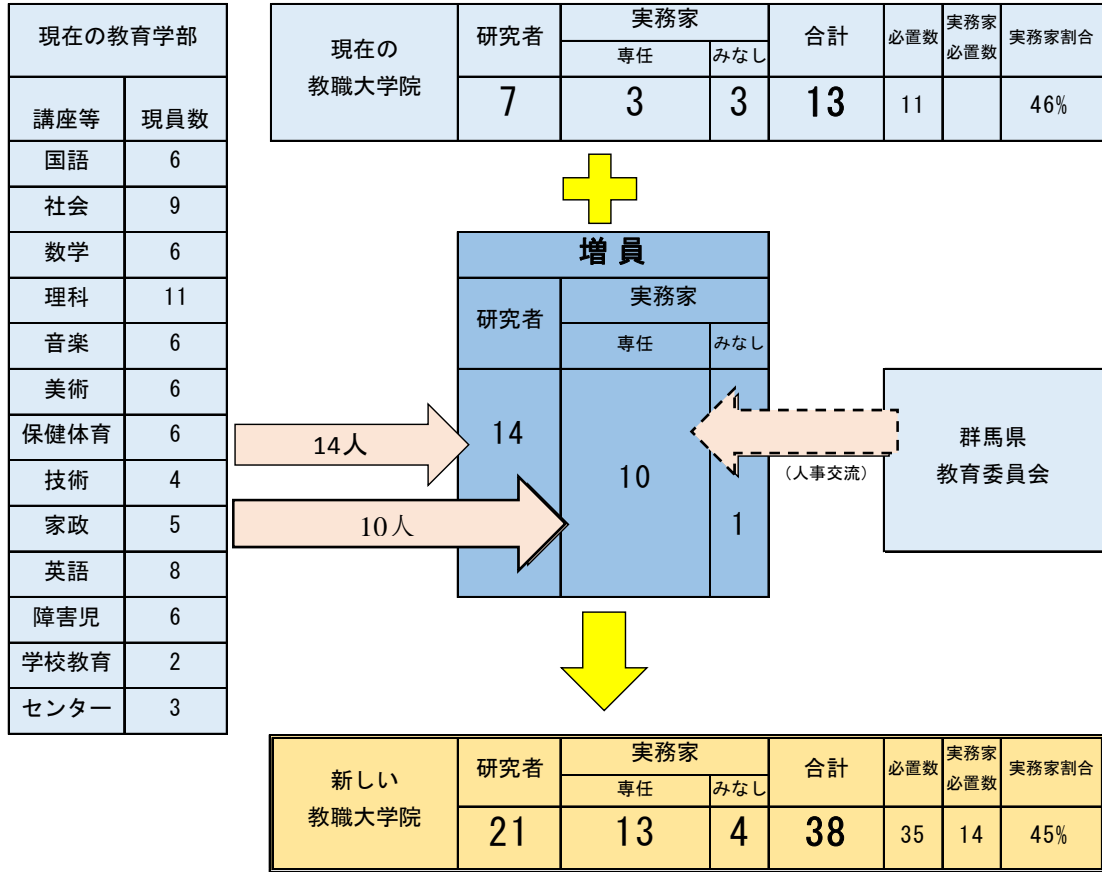 現在の教育学部
講座等 現員数
国語 6
社会 9
数学 6
理科 11
音楽 6
美術 6
保健体育 6
技術 4
家政 5
英語 8
障害児 6
学校教育 2
センター 3
現在の
教職大学院
研究者 実務家 合計 必置数 実務家
必置数 実務家割合
専任 みなし
7 3 3 13 11 46%
増員
研究者 実務家
専任 みなし
14 10 1
14人
10人
(人事交流)
群馬県
教育委員会
新しい
教職大学院
研究者 実務家 合計 必置数 実務家
必置数 実務家割合
専任 みなし
21 13 4 38 35 14 45%